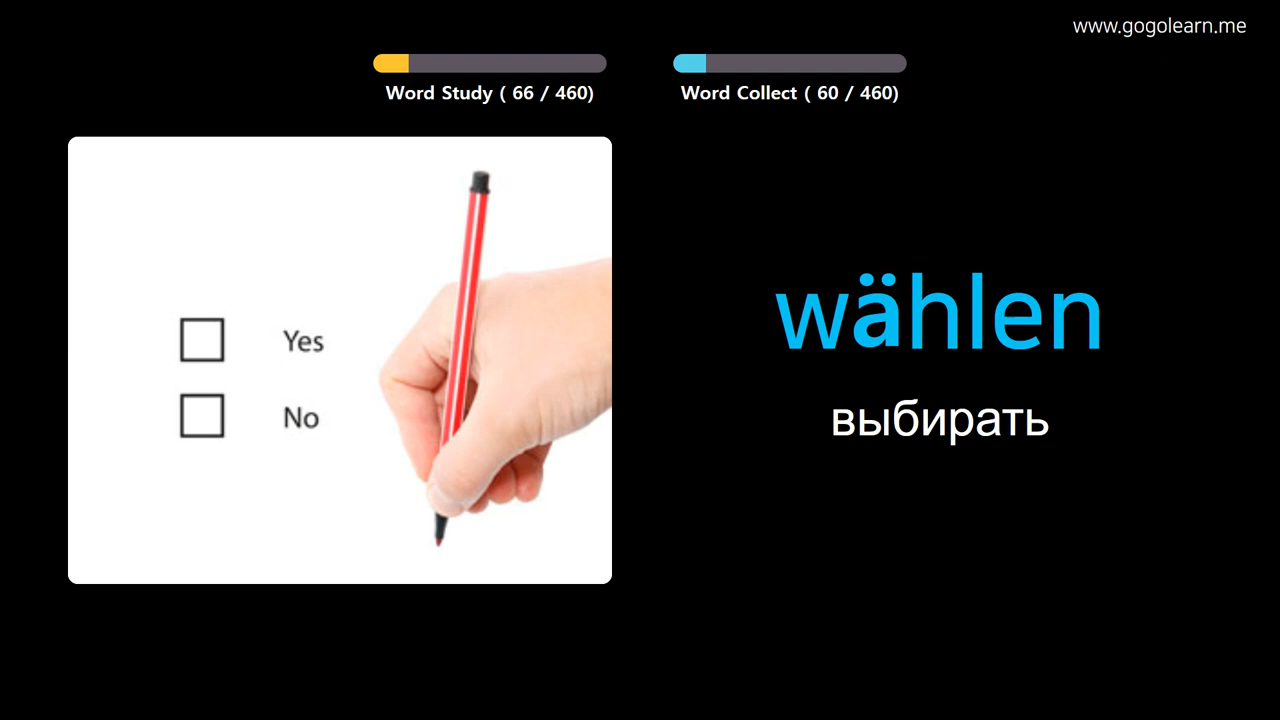 www.gogolearn.me
Word Study ( 66 / 460)
Word Collect ( 60 / 460)
Yes
No
wählen
выбирать